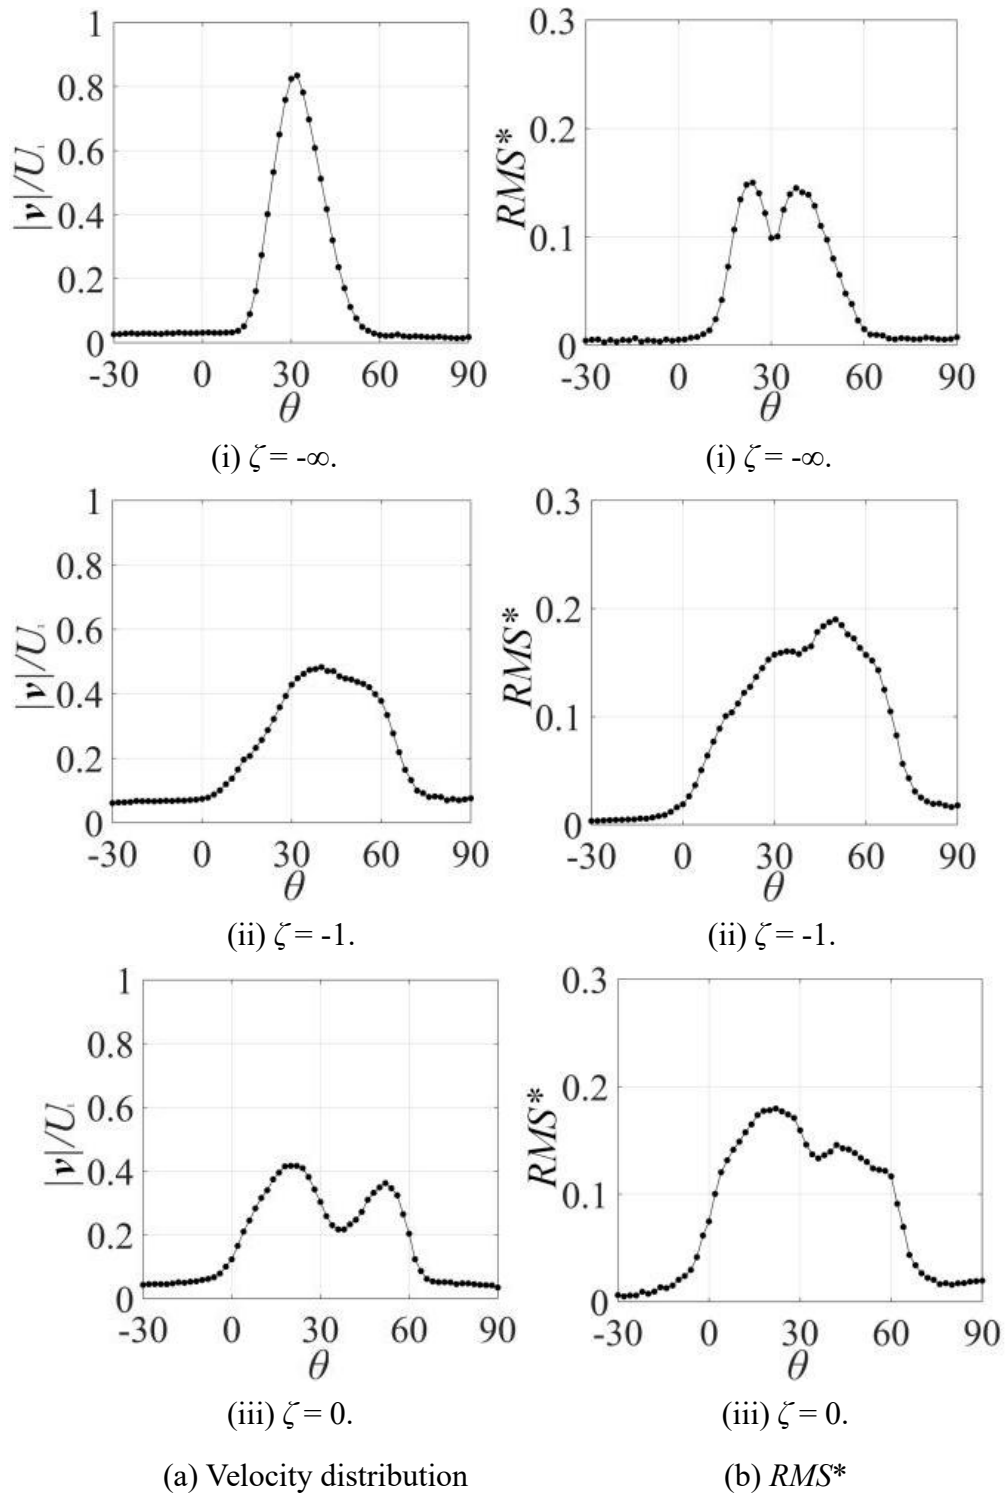 1
0.8
0.6
0.4
0.2
0
|v|/U
-30 0 30 60 90
θ
(i) ζ = -∞.
0.3
0.2
0.1
0
RMS*
-30 0 30 60 90
θ
(i) ζ = -∞.
1
0.8
0.6
0.4
0.2
0
|v|/U
-30 0 30 60 90
θ
(ii) ζ = -1.
0.3
0.2
0.1
0
RMS*
-30 0 30 60 90
θ
(ii) ζ = -1.
1
0.8
0.6
0.4
0.2
0
|v|/U
-30 0 30 60 90
θ
(iii) ζ = 0.
0.3
0.2
0.1
0
RMS*
-30 0 30 60 90
θ
(iii) ζ = 0.
(a) Velocity distribution
(b) RMS*